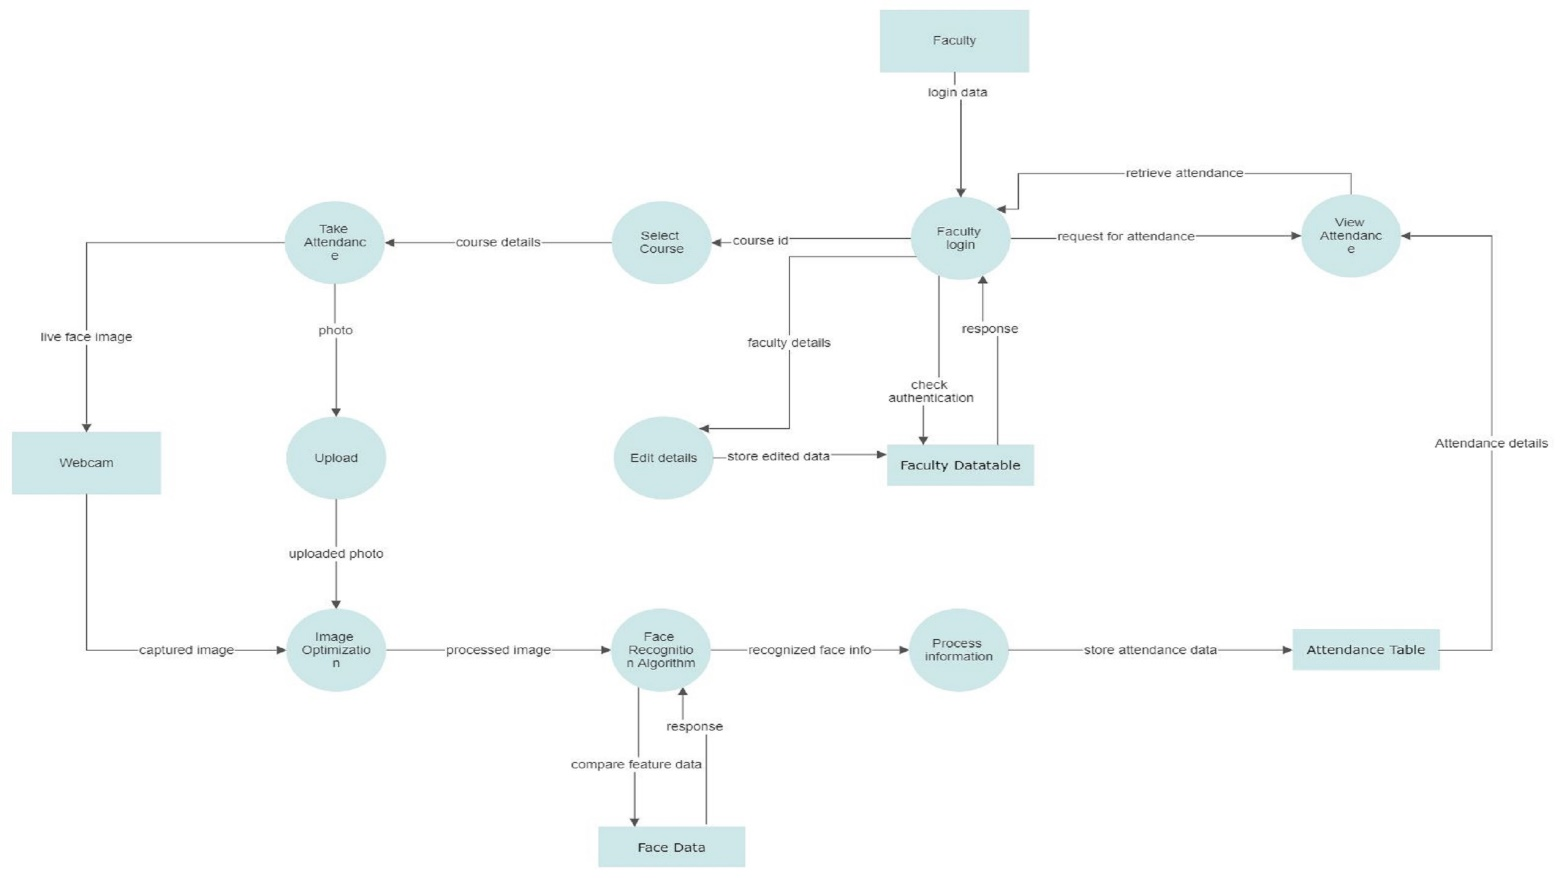 Faculty
login data
retrieve attendance
Take
Attendanc
e
course details
Select
Course
course id
Faculty
login
request for attendance
View
Attendanc
e
live face image
photo
faculty details
response
check
authentication
Attendance details
Webcam
Upload
Edit details
store edited data
Faculty Datatable
uploaded photo
captured image
Image
Optimizatio
n
processed image
Face
Recognitio
n Algorithm
recognized face info
Process
information
store attendance data
Attendance Table
response
compare feature data
Face Data